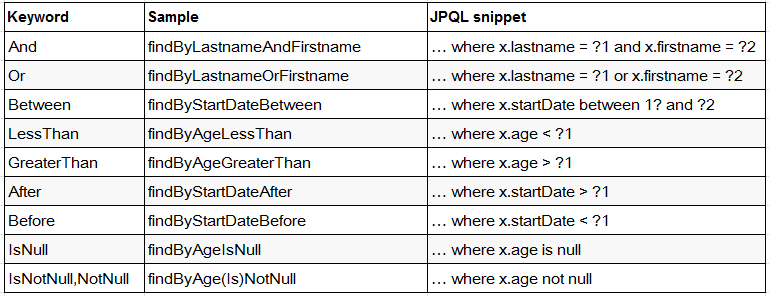 Keyword Sample JPQL snippet
And findByLastnameAndFirstname … where x.lastname = ?1 and x.firstname = ?2
Or findByLastnameOrFirstname … where x.lastname = ?1 or x.firstname = ?2
Between findByStartDateBetween … where x.startDate between 1? and ?2
LessThan findByAgeLessThan … where x.age < ?1
GreaterThan findByAgeGreaterThan … where x.age > ?1
After findByStartDateAfter … where x.startDate > ?1
Before findByStartDateBefore … where x.startDate < ?1
IsNull findByAgeIsNull … where x.age is null
IsNotNull,NotNull findByAge(Is)NotNull … where x.age not null